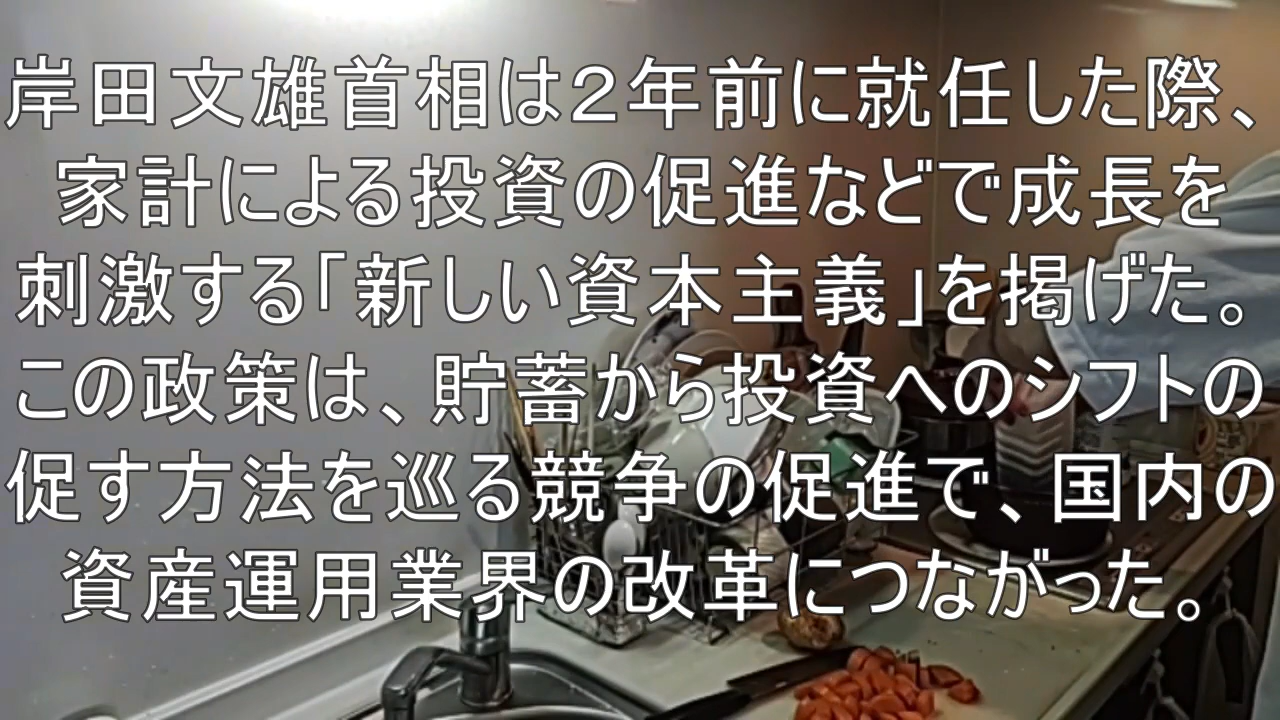 岸田文雄首相は２年前に就任した際、
家計による投資の促進などで成長を
刺激する「新しい資本主義」を掲げた。
この政策は、貯蓄から投資へのシフトの
促す方法を巡る競争の促進で、国内の
資産運用業界の改革につながった。